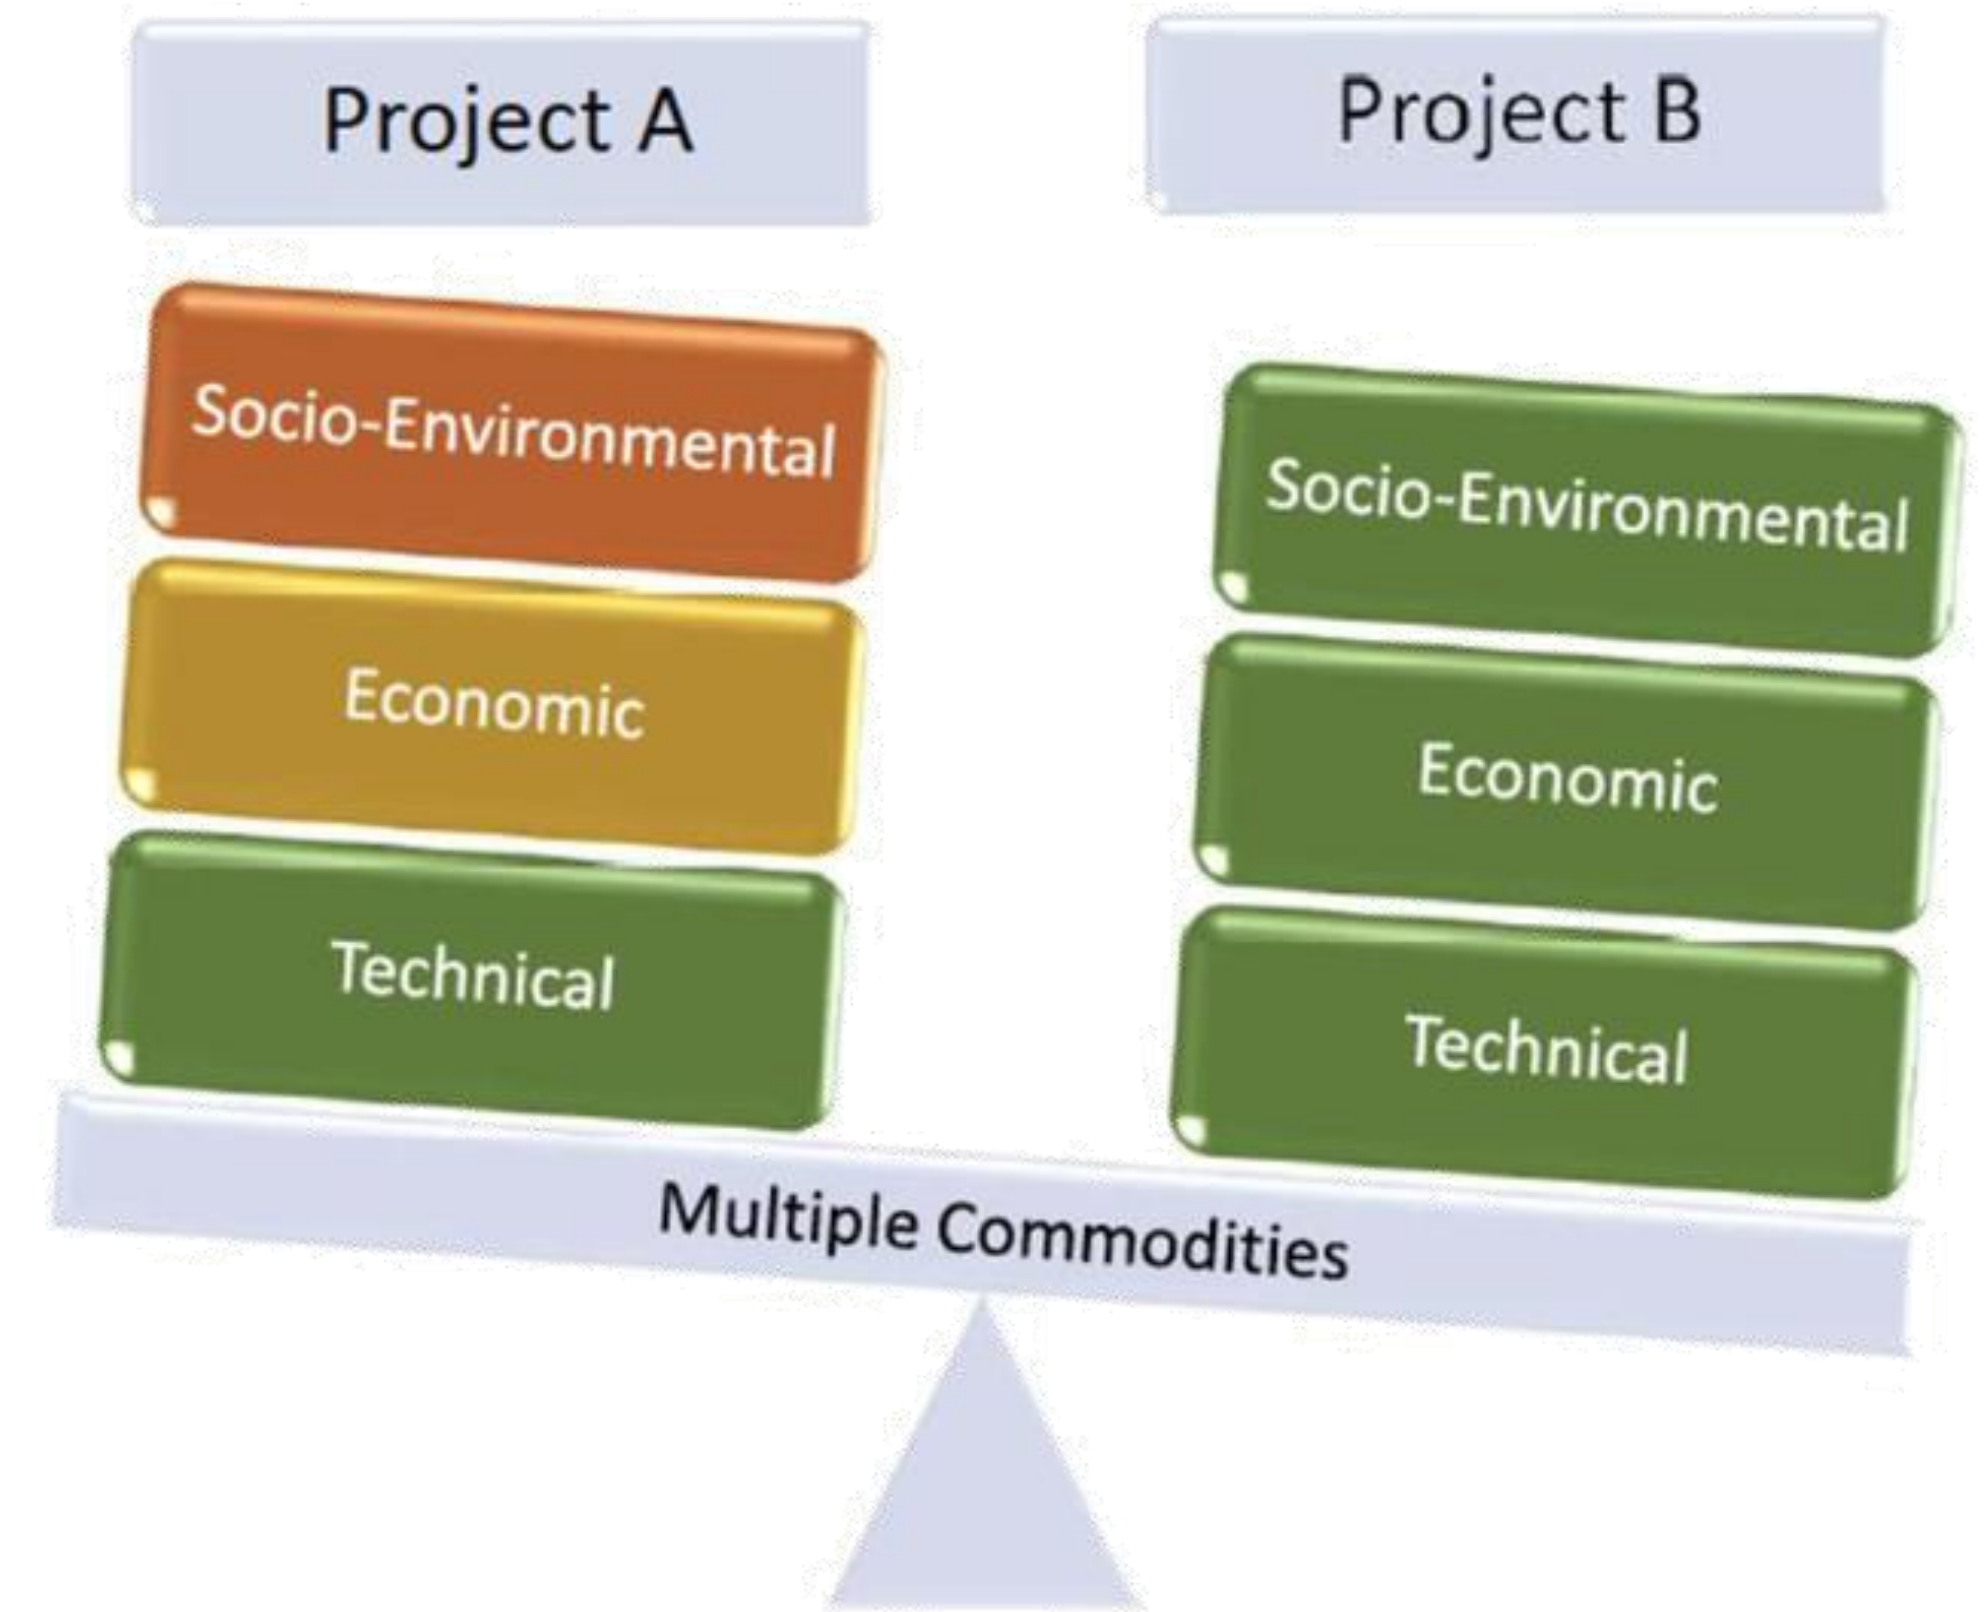 Project A
Project B
Socio-Environmental
Economic
Technical
Socio-Environmental
Economic
Technical
Multiple Commodities